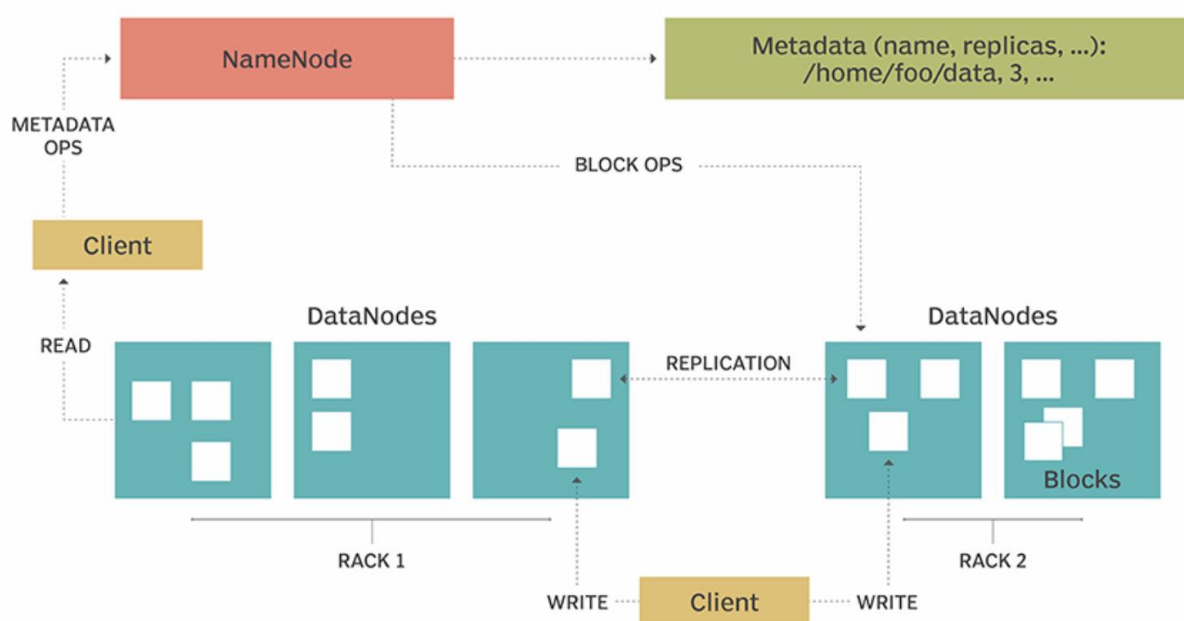 NameNode
Metadata (name, replicas, ...):
/home/foo/data, 3, ...
METADATA
OPS
BLOCK OPS
Client
DataNodes
DataNodes
READ
REPLICATION
Blocks
RACK 1
RACK 2
WRITE
Client
WRITE